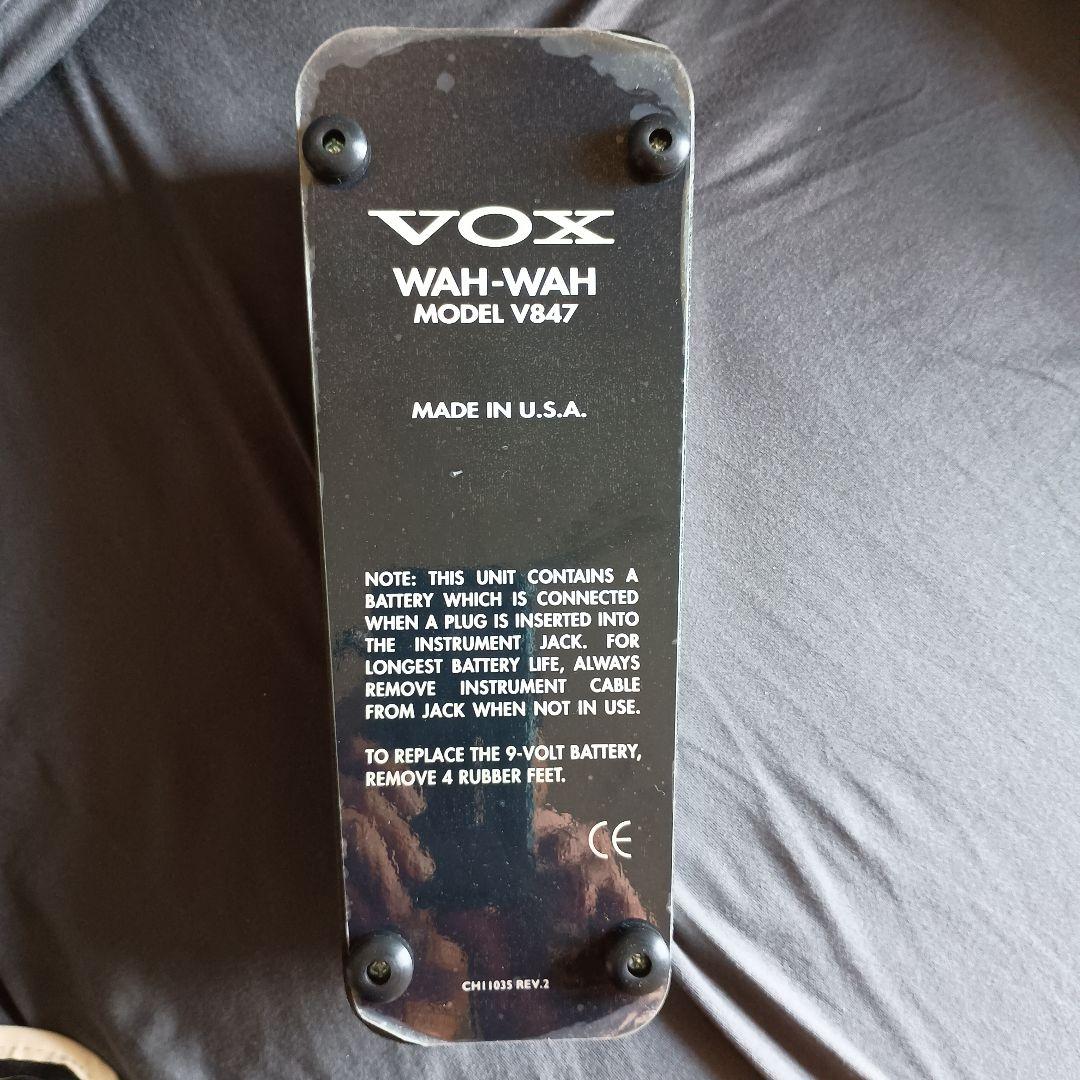 VOX
WAH-WAH
MODEL V847
MADE IN U.S.A.
NOTE: THIS UNIT CONTAINS A
BATTERY WHICH IS CONNECTED
WHEN A PLUG IS INSERTED INTO
THE INSTRUMENT JACK. FOR
LONGEST BATTERY LIFE, ALWAYS
REMOVE INSTRUMENT CABLE
FROM JACK WHEN NOT IN USE.
TO REPLACE THE 9-VOLT BATTERY,
REMOVE 4 RUBBER FEET.
CE
CH11035 REV.2